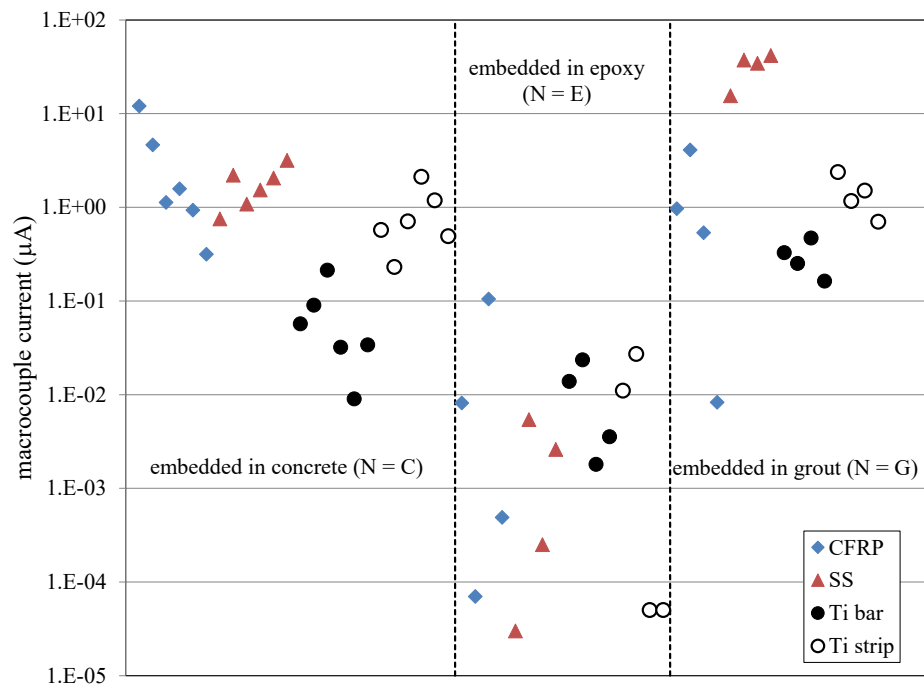 1.E+02
1.E+01
1.E+00
1.E-01
1.E-02
1.E-03
1.E-04
1.E-05
macrocouple current (µA)
embedded in epoxy
(N = E)
embedded in concrete (N = C)
embedded in grout (N = G)
CFRP
SS
Ti bar
Ti strip